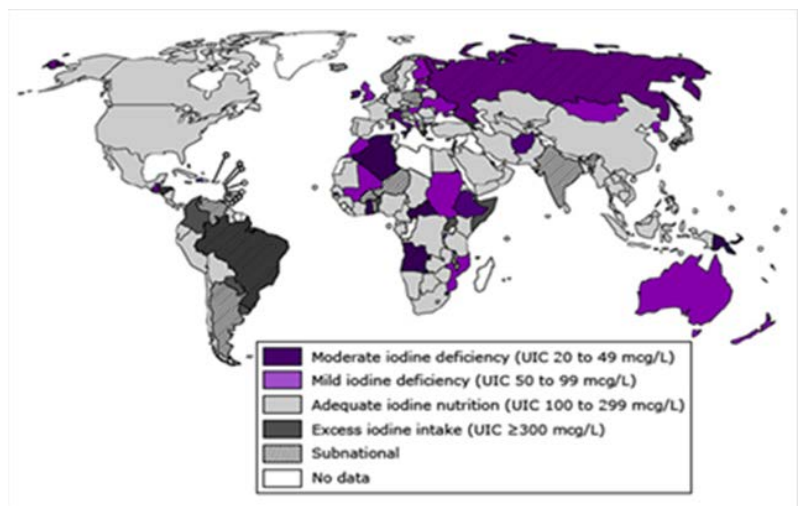 Moderate iodine deficiency (UIC 20 to 49 mcg/L)
Mild iodine deficiency (UIC 50 to 99 mcg/L)
Adequate iodine nutrition (UIC 100 to 299 mcg/L)
Excess iodine intake (UIC ≥300 mcg/L)
Subnational
No data